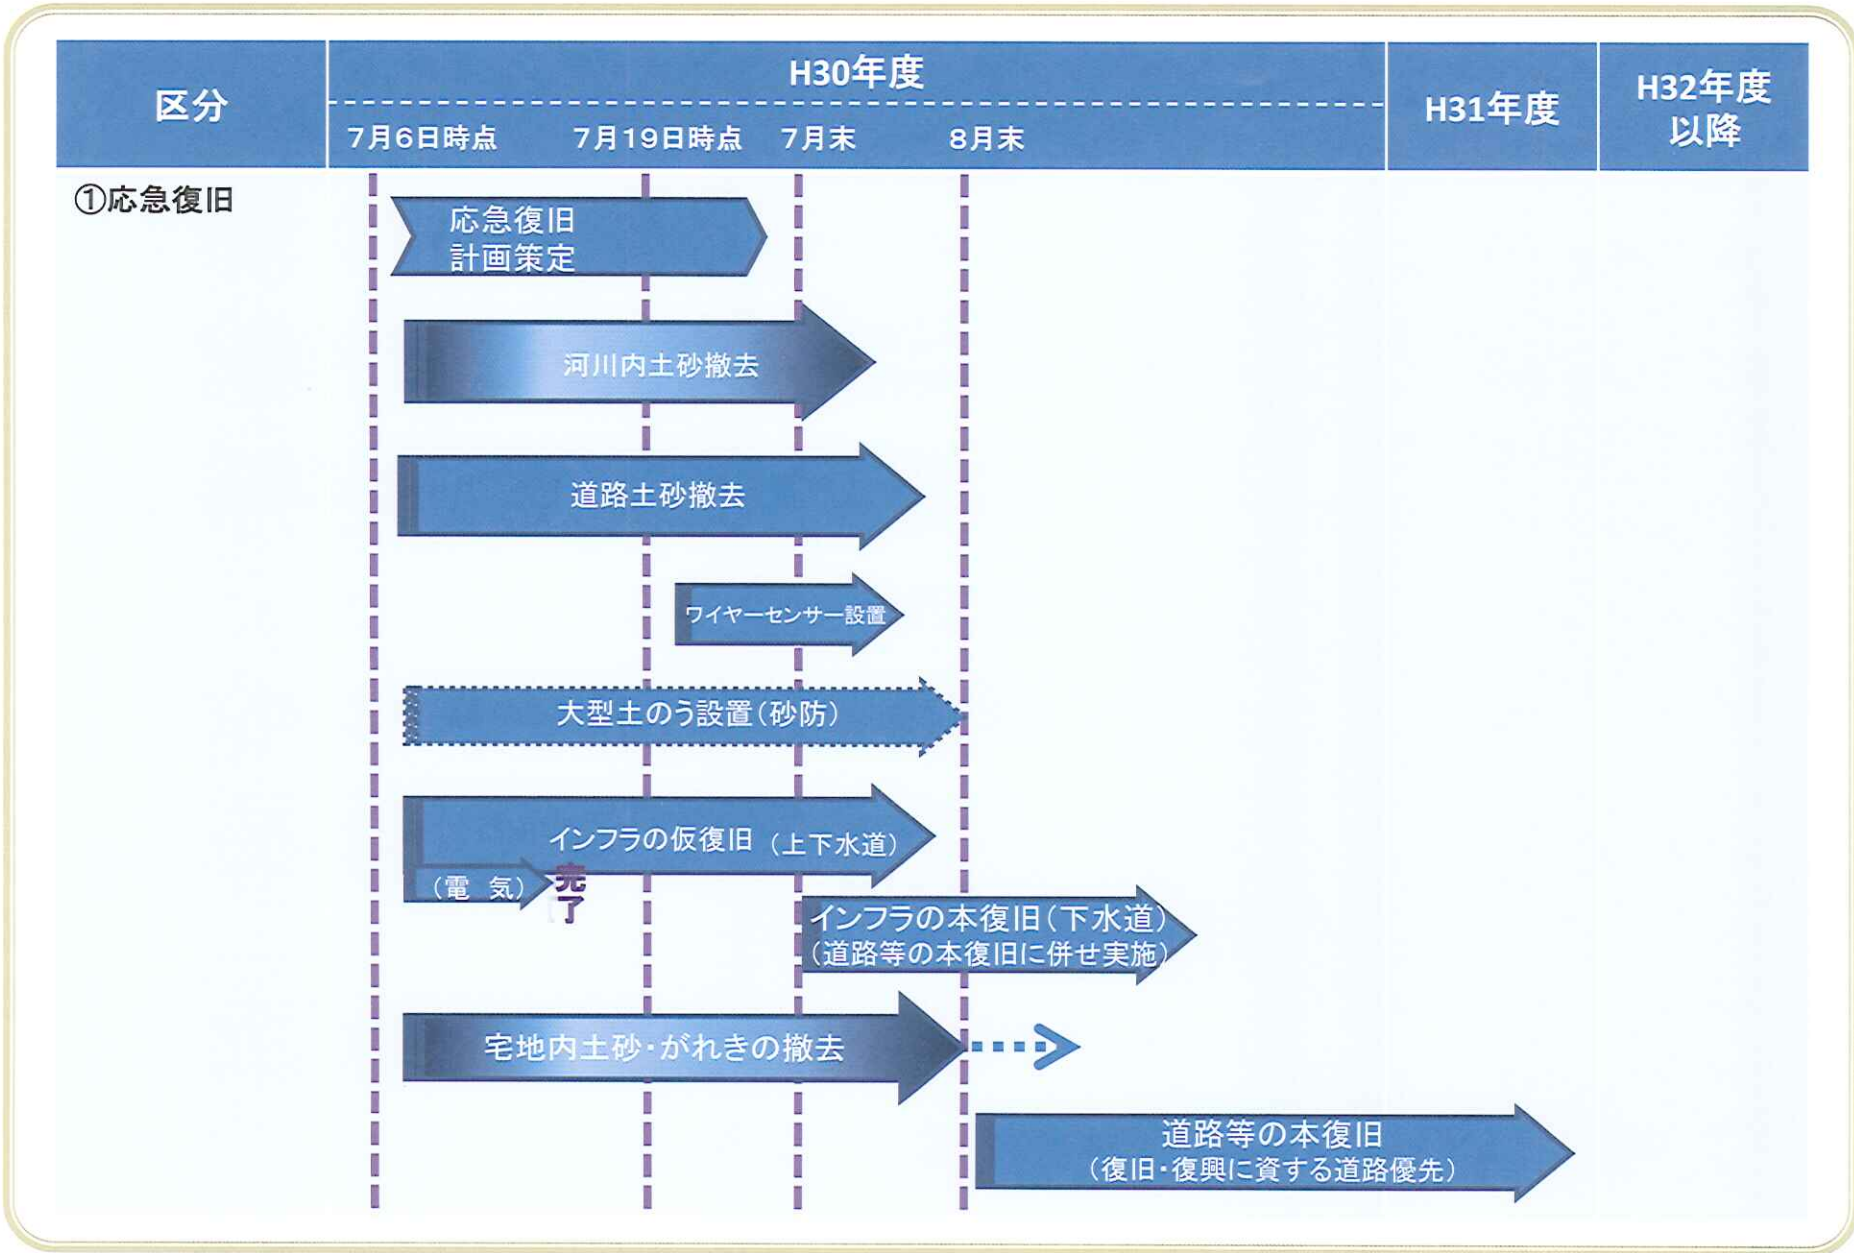 区分
H30年度
7月6日時点
7月19日時点
7月末
8月末
H31年度
H32年度
以降
①応急復旧
応急復旧
計画策定
河川内土砂撤去
道路土砂撤去
ワイヤーセンサー設置
大型土のう設置(砂防)
インフラの仮復旧 (上下水道)
(電 気)
完
了
インフラの本復旧(下水道)
(道路等の本復旧に併せ実施)
宅地内土砂・がれきの撤去
道路等の本復旧
(復旧・復興に資する道路優先)